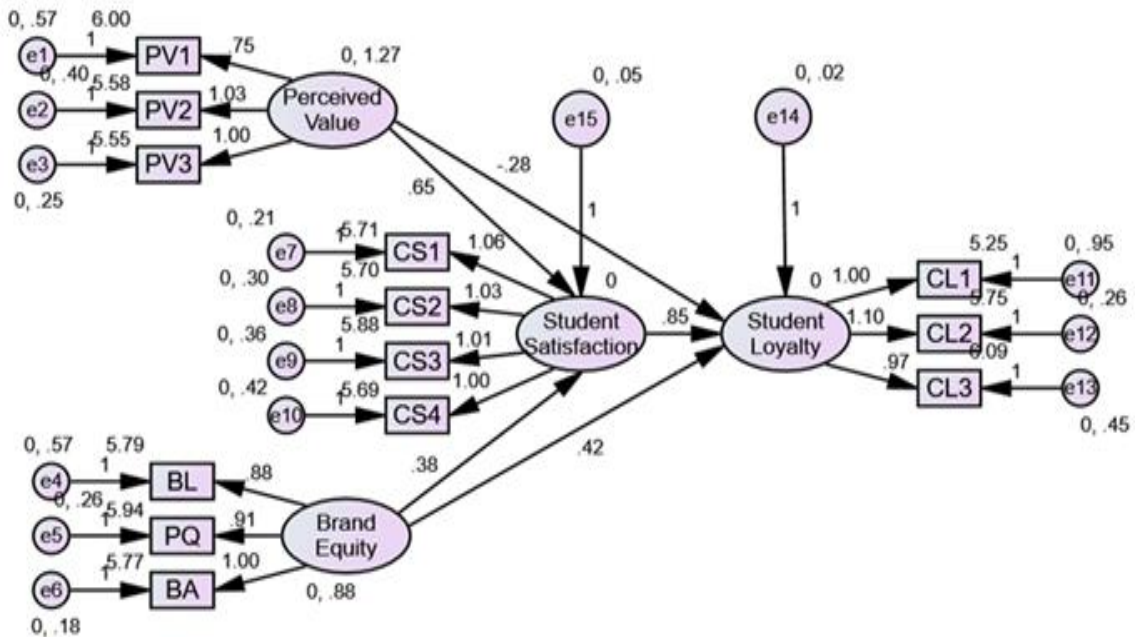 0, .57
6.00
e1
1
PV1
.75
0, 1.27
0, .40
5.58
e2
1
PV2
1.03
Perceived
Value
5.55
e3
1
PV3
1.00
0, .25
0, .05
e15
0, .02
e14
-.28
.65
1
1
0, .21
5.71
e7
1
CS1
1.06
0, .30
5.70
e8
1
CS2
1.03
0, .36
5.88
e9
1
CS3
1.01
0, .42
5.69
e10
1
CS4
1.00
0
Student
Satisfaction
.85
0
Student
Loyalty
1.00
5.25
0, .95
CL1
1
e11
1.10
5.75
0, .26
CL2
1
e12
.97
6.09
CL3
1
e13
0, .45
.38
.42
0, .57
5.79
e4
1
BL
.88
0, .26
5.94
e5
1
PQ
.91
Brand
Equity
5.77
e6
1
BA
1.00
0, .88
0, .18